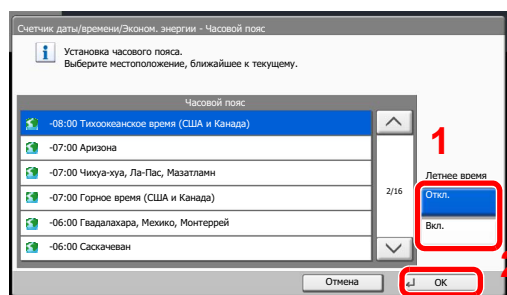 Счетчик даты/времени/Эконом. энергии - Часовой пояс
Установка часового пояса.
Выберите местоположение, ближайшее к текущему.
Часовой пояс
-08:00 Тихоокеанское время (США и Канада)
-07:00 Аризона
-07:00 Чихуа-хуа, Ла-Пас, Мазатламн
-07:00 Горное время (США и Канада)
-06:00 Гвадалахара, Мехико, Монтеррей
-06:00 Саскачеван
2/16
1
Летнее время
Откл.
Вкл.
2
Отмена
OK